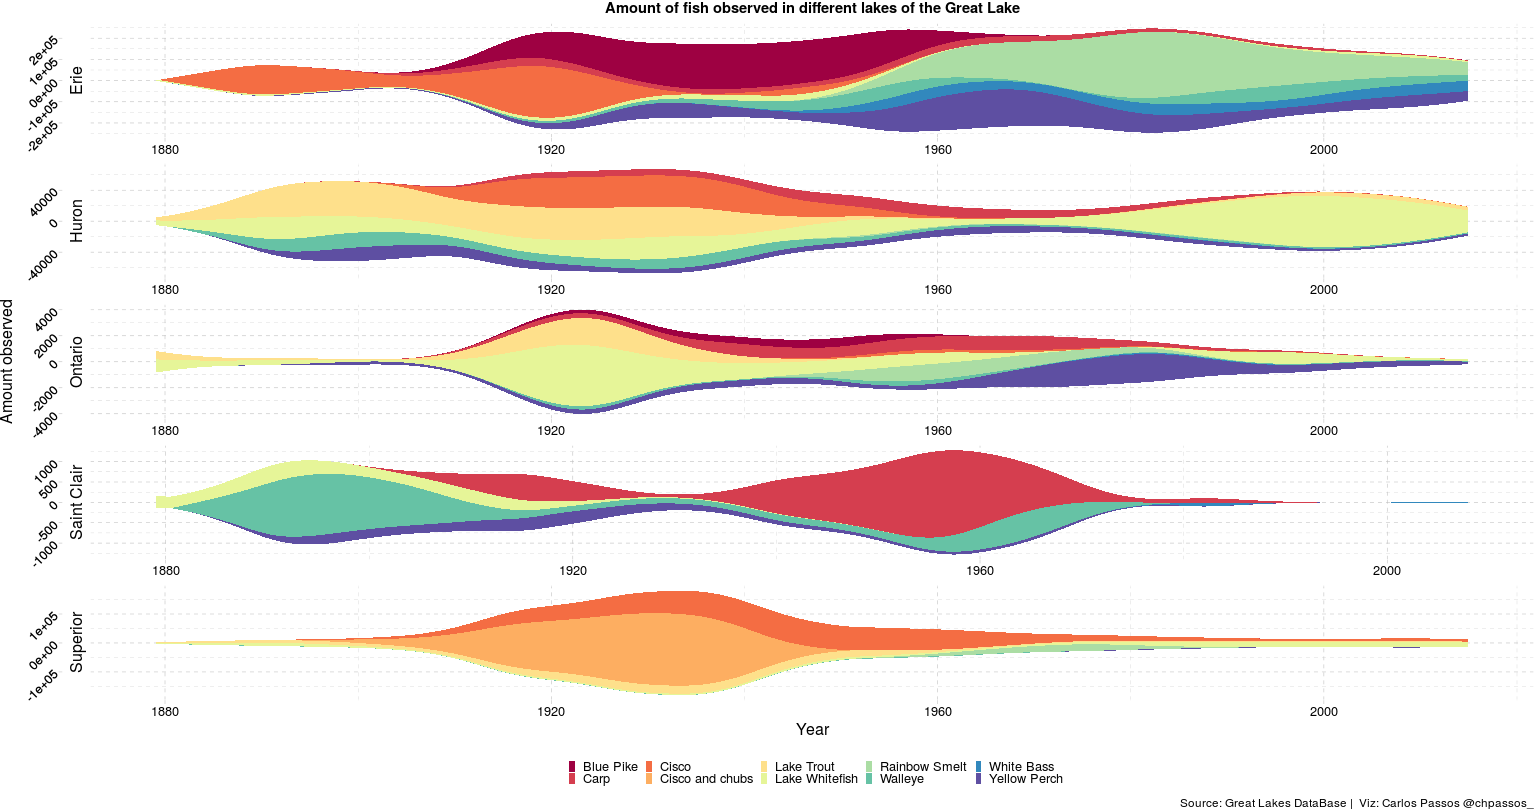 Amount of fish observed in different lakes of the Great Lake
Amount observed
Erie
2e+05
1e+05
0e+00
-1e+05
-2e+05
1880 1920 1960 2000
Huron
40000
0
-40000
1880 1920 1960 2000
Ontario
4000
2000
0
-2000
-4000
1880 1920 1960 2000
Saint Clair
1000
500
0
-500
-1000
1880 1920 1960 2000
Superior
1e+05
0e+00
-1e+05
1880 1920 1960 2000
Year
Blue Pike Cisco Lake Trout Rainbow Smelt White Bass
Carp Cisco and chubs Lake Whitefish Walleye Yellow Perch
Source: Great Lakes DataBase | Viz: Carlos Passos @chpassos_